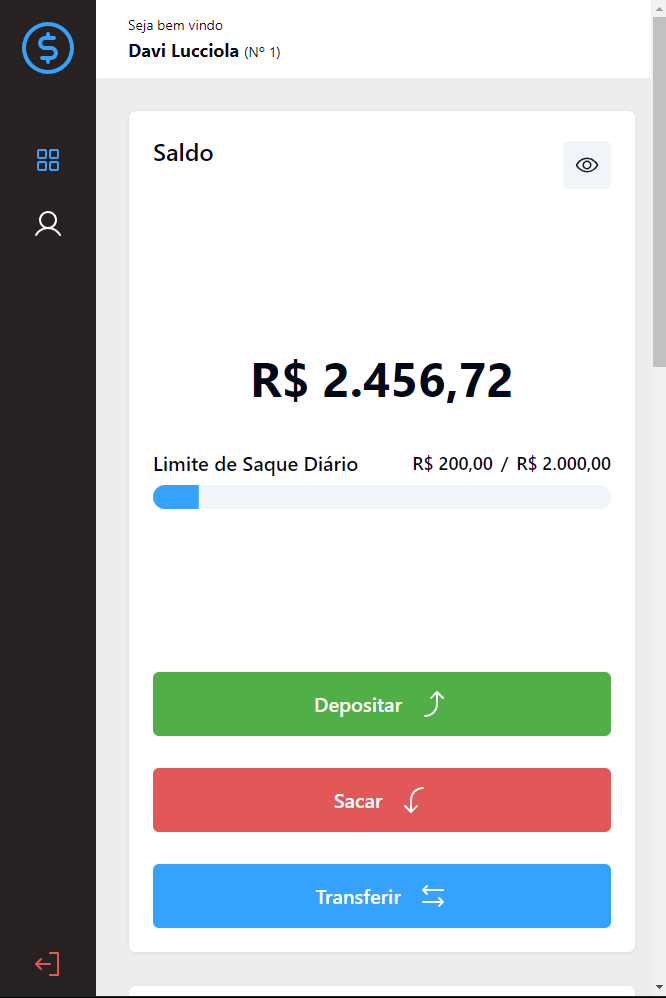 Seja bem vindo
Davi Lucciola (Nº 1)
Saldo
R$ 2.456,72
Limite de Saque Diário R$ 200,00 / R$ 2.000,00
Depositar
Sacar
Transferir